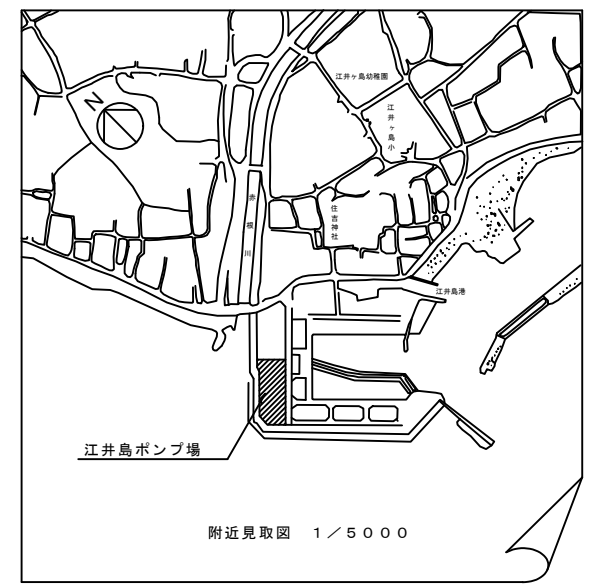 江井ヶ島幼稚園
江井ヶ島小
N
赤根川
住吉神社
江井島港
江井島ポンプ場
附近見取図 1／5000